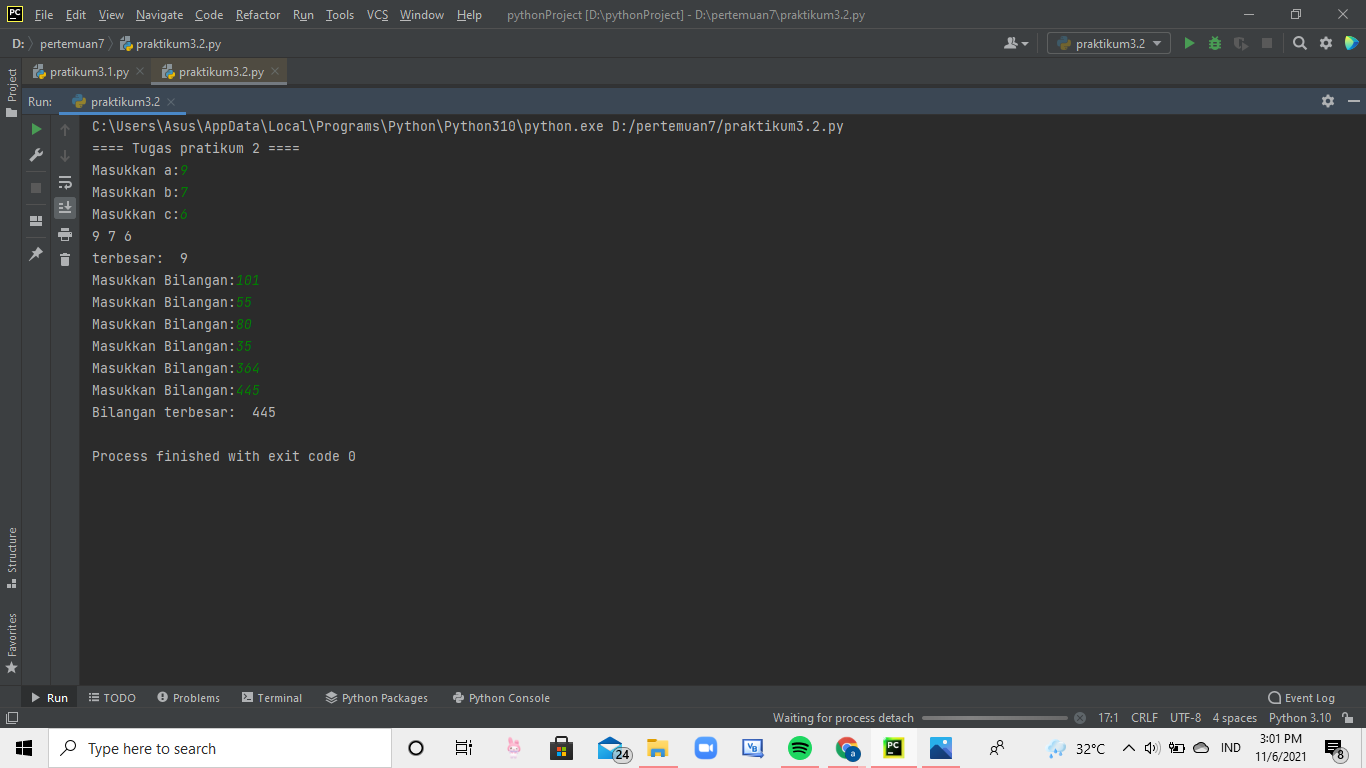 File Edit View Navigate Code Refactor Run Tools VCS Window Help pythonProject [D:\pythonProject] - D:\pertemuan7\praktikum3.2.py
D: pertemuan7 praktikum3.2.py praktikum3.2
Project
pratikum3.1.py praktikum3.2.py
Run: praktikum3.2
C:\Users\Asus\AppData\Local\Programs\Python\Python310\python.exe D:/pertemuan7/praktikum3.2.py
==== Tugas pratikum 2 ====
Masukkan a:9
Masukkan b:7
Masukkan c:6
9 7 6
terbesar:  9
Masukkan Bilangan:101
Masukkan Bilangan:55
Masukkan Bilangan:80
Masukkan Bilangan:35
Masukkan Bilangan:364
Masukkan Bilangan:445
Bilangan terbesar:  445
Process finished with exit code 0
Structure
Favorites
Run TODO Problems Terminal Python Packages Python Console Event Log
Waiting for process detach 17:1 CRLF UTF-8 4 spaces Python 3.10
Type here to search 24 32°C IND 3:01 PM
11/6/2021 8